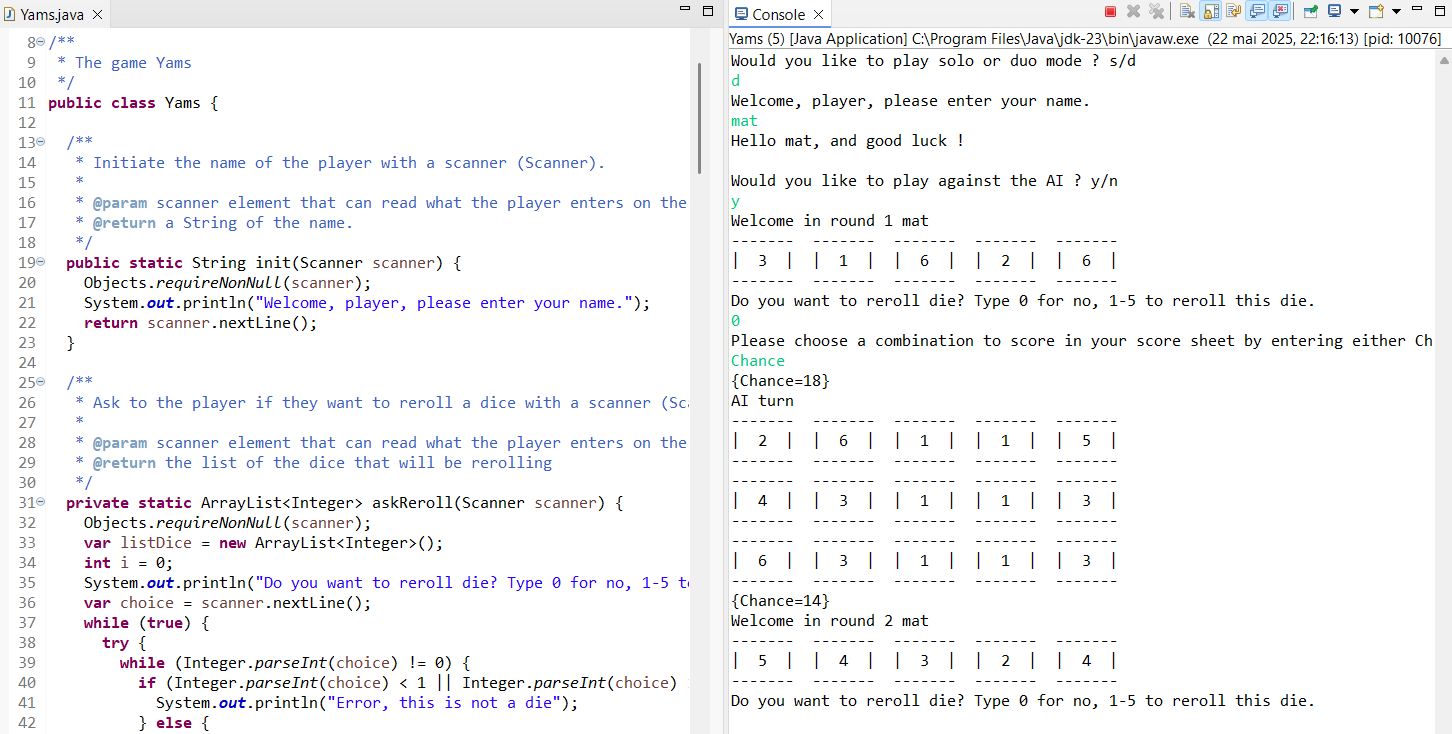 Yams.java
8 /**
9 * The game Yams
10 */
11 public class Yams {
12
13 /**
14 * Initiate the name of the player with a scanner (Scanner).
15 *
16 * @param scanner element that can read what the player enters on the
17 * @return a String of the name.
18 */
19 public static String init(Scanner scanner) {
20 Objects.requireNonNull(scanner);
21 System.out.println("Welcome, player, please enter your name.");
22 return scanner.nextLine();
23 }
24
25 /**
26 * Ask to the player if they want to reroll a dice with a scanner (Sca
27 *
28 * @param scanner element that can read what the player enters on the
29 * @return the list of the dice that will be rerolling
30 */
31 private static ArrayList<Integer> askReroll(Scanner scanner) {
32 Objects.requireNonNull(scanner);
33 var listDice = new ArrayList<Integer>();
34 int i = 0;
35 System.out.println("Do you want to reroll die? Type 0 for no, 1-5 to
36 var choice = scanner.nextLine();
37 while (true) {
38 try {
39 while (Integer.parseInt(choice) != 0) {
40 if (Integer.parseInt(choice) < 1 || Integer.parseInt(choice)
41 System.out.println("Error, this is not a die");
42 } else {
Console
Yams (5) [Java Application] C:\Program Files\Java\jdk-23\bin\javaw.exe (22 mai 2025, 22:16:13) [pid: 10076]
Would you like to play solo or duo mode ? s/d
d
Welcome, player, please enter your name.
mat
Hello mat, and good luck !
Would you like to play against the AI ? y/n
y
Welcome in round 1 mat
------- ------- ------- ------- -------
| 3 | | 1 | | 6 | | 2 | | 6 |
------- ------- ------- ------- -------
Do you want to reroll die? Type 0 for no, 1-5 to reroll this die.
0
Please choose a combination to score in your score sheet by entering either Ch
Chance
{Chance=18}
AI turn
------- ------- ------- ------- -------
| 2 | | 6 | | 1 | | 1 | | 5 |
------- ------- ------- ------- -------
------- ------- ------- ------- -------
| 4 | | 3 | | 1 | | 1 | | 3 |
------- ------- ------- ------- -------
------- ------- ------- ------- -------
| 6 | | 3 | | 1 | | 1 | | 3 |
------- ------- ------- ------- -------
{Chance=14}
Welcome in round 2 mat
------- ------- ------- ------- -------
| 5 | | 4 | | 3 | | 2 | | 4 |
------- ------- ------- ------- -------
Do you want to reroll die? Type 0 for no, 1-5 to reroll this die.